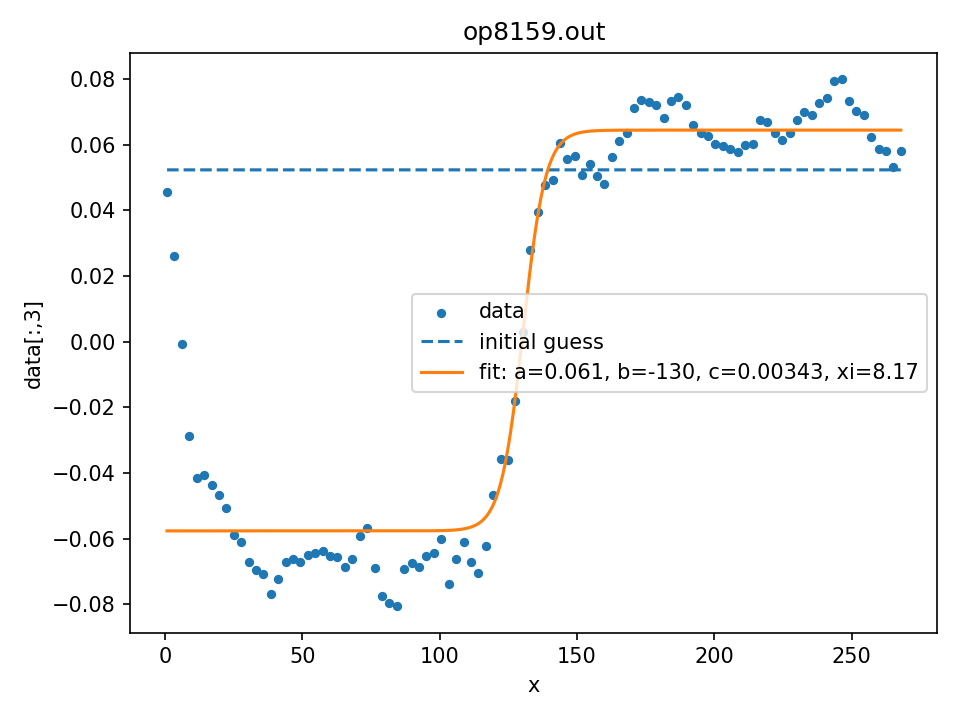 op8159.out
0.08
0.06
0.04
0.02
0.00
−0.02
−0.04
−0.06
−0.08
data[:,3]
data
initial guess
fit: a=0.061, b=-130, c=0.00343, xi=8.17
0 50 100 150 200 250
x